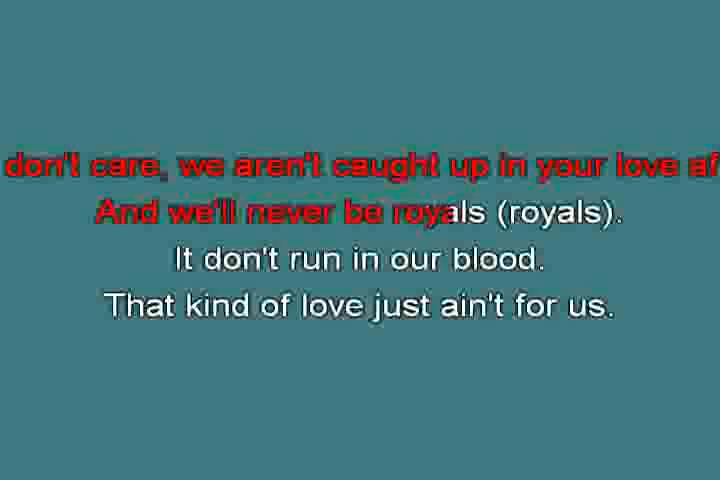 don't care, we aren't caught up in your love af
And we'll never be royals (royals).
It don't run in our blood.
That kind of love just ain't for us.